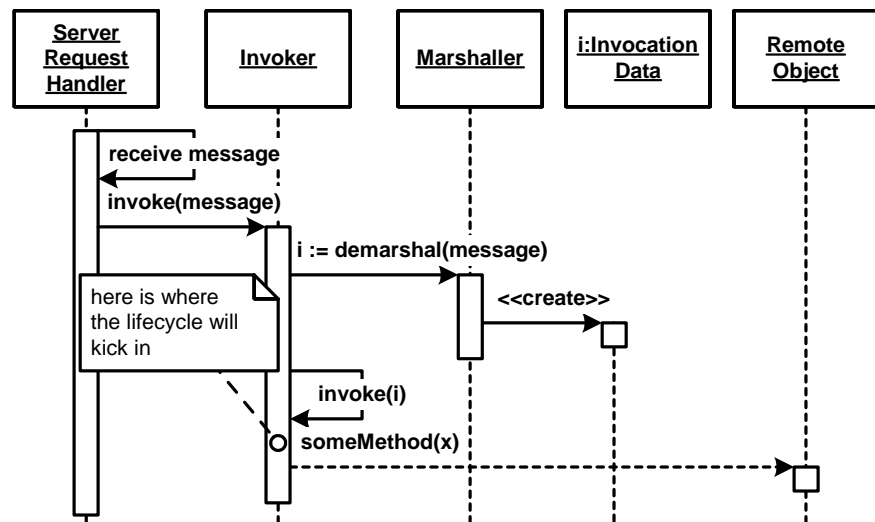 Server
Request
Handler
Invoker
Marshaller
i:Invocation
Data
Remote
Object
receive message
invoke(message)
i := demarshal(message)
<<create>>
here is where
the lifecycle will
kick in
invoke(i)
someMethod(x)